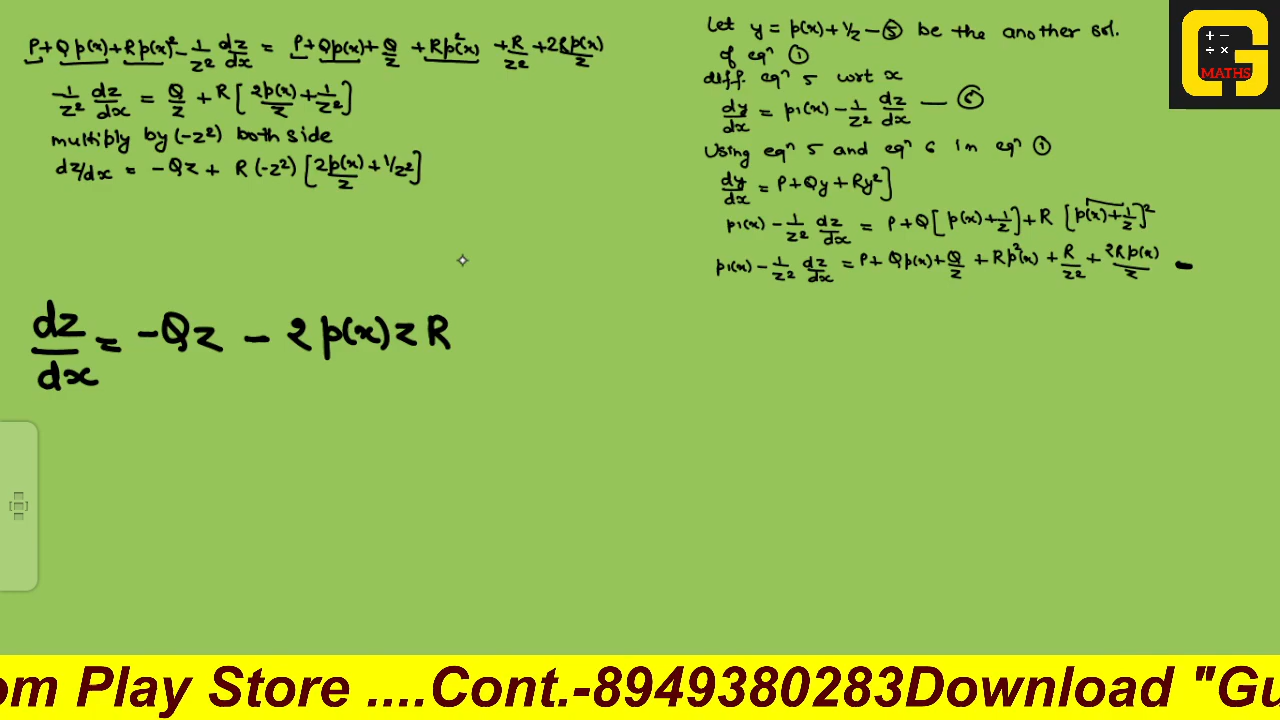 P+Qp(x)+Rp(x)²-1/z² dz/dx = P+Qp(x)+Q/z +Rp²(x) +R/z² +2Rp(x)/z
-1/z² dz/dx = Q/z + R[2p(x)/z+1/z²]
multiply by (-z²) both side
dz/dx = -Qz + R(-z²)[2p(x)/z + 1/z²]
dz/dx = -Qz - 2p(x)zR
Let y = p(x)+1/z - ⑤ be the another sol.
of eqⁿ ①
diff. eqⁿ 5 wrt x
dy/dx = p1(x) - 1/z² dz/dx — ⑥
Using eqⁿ 5 and eqⁿ 6 in eqⁿ ①
dy/dx = P+Qy+Ry²]
p1(x) - 1/z² dz/dx = P+Q[p(x)+1/z]+R [p(x)+1/z]²
p1(x) - 1/z² dz/dx = P+Qp(x)+Q/z +Rp²(x) +R/z² + 2Rp(x)/z -
G
+ -
÷ ×
MATHS
om Play Store ....Cont.-8949380283Download "Gu